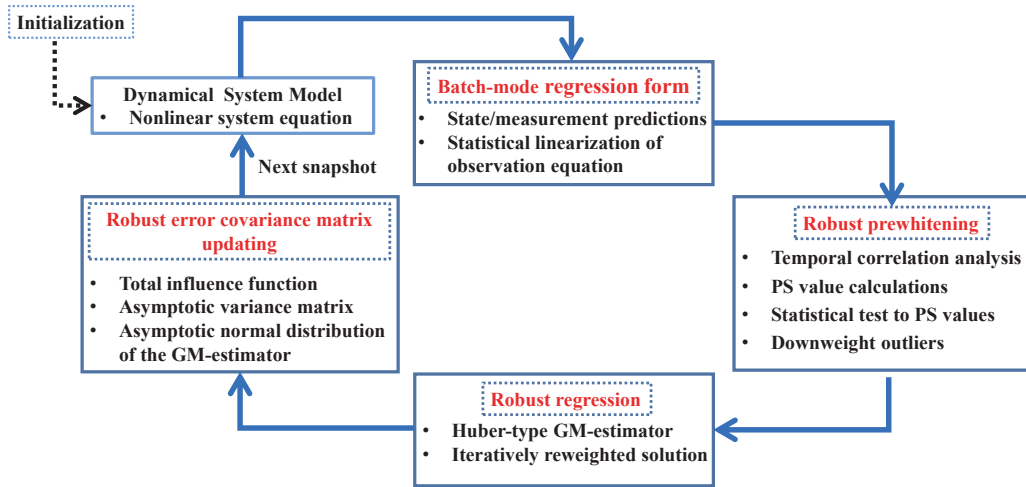 Initialization
Dynamical System Model
• Nonlinear system equation
Batch-mode regression form
• State/measurement predictions
• Statistical linearization of
observation equation
Next snapshot
Robust prewhitening
• Temporal correlation analysis
• PS value calculations
• Statistical test to PS values
• Downweight outliers
Robust regression
• Huber-type GM-estimator
• Iteratively reweighted solution
Robust error covariance matrix
updating
• Total influence function
• Asymptotic variance matrix
• Asymptotic normal distribution
of the GM-estimator